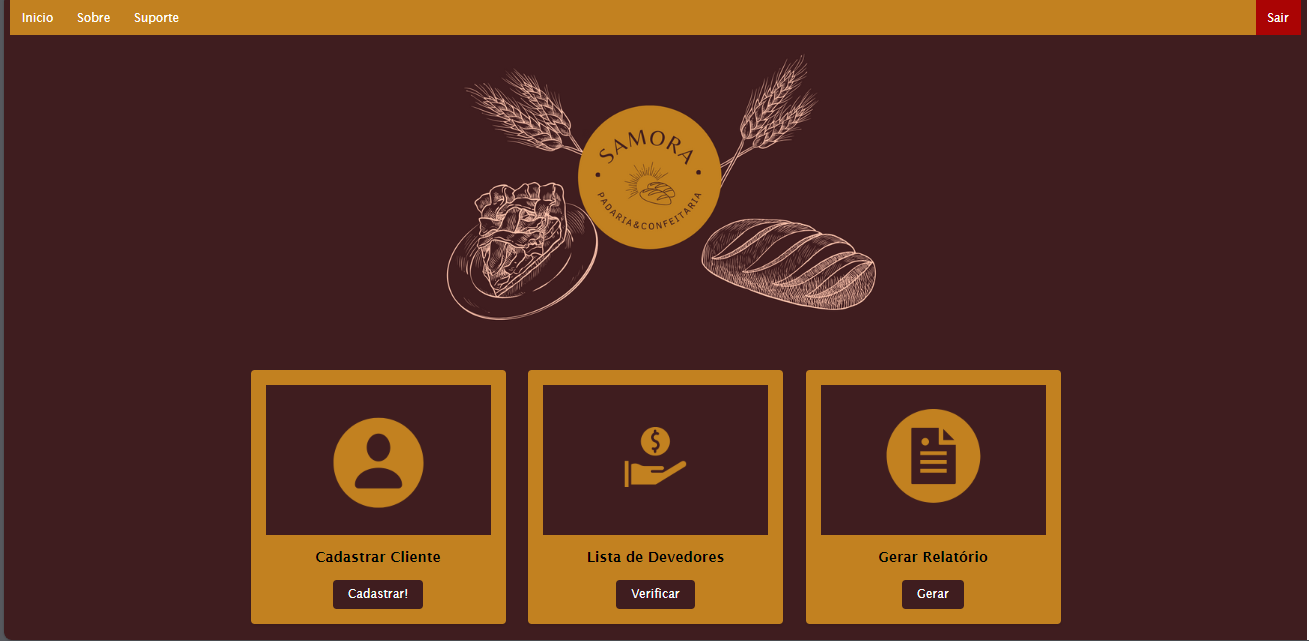 Inicio Sobre Suporte Sair
SAMORA
PADARIA&CONFEITARIA
$
Cadastrar Cliente Lista de Devedores Gerar Relatório
Cadastrar! Verificar Gerar